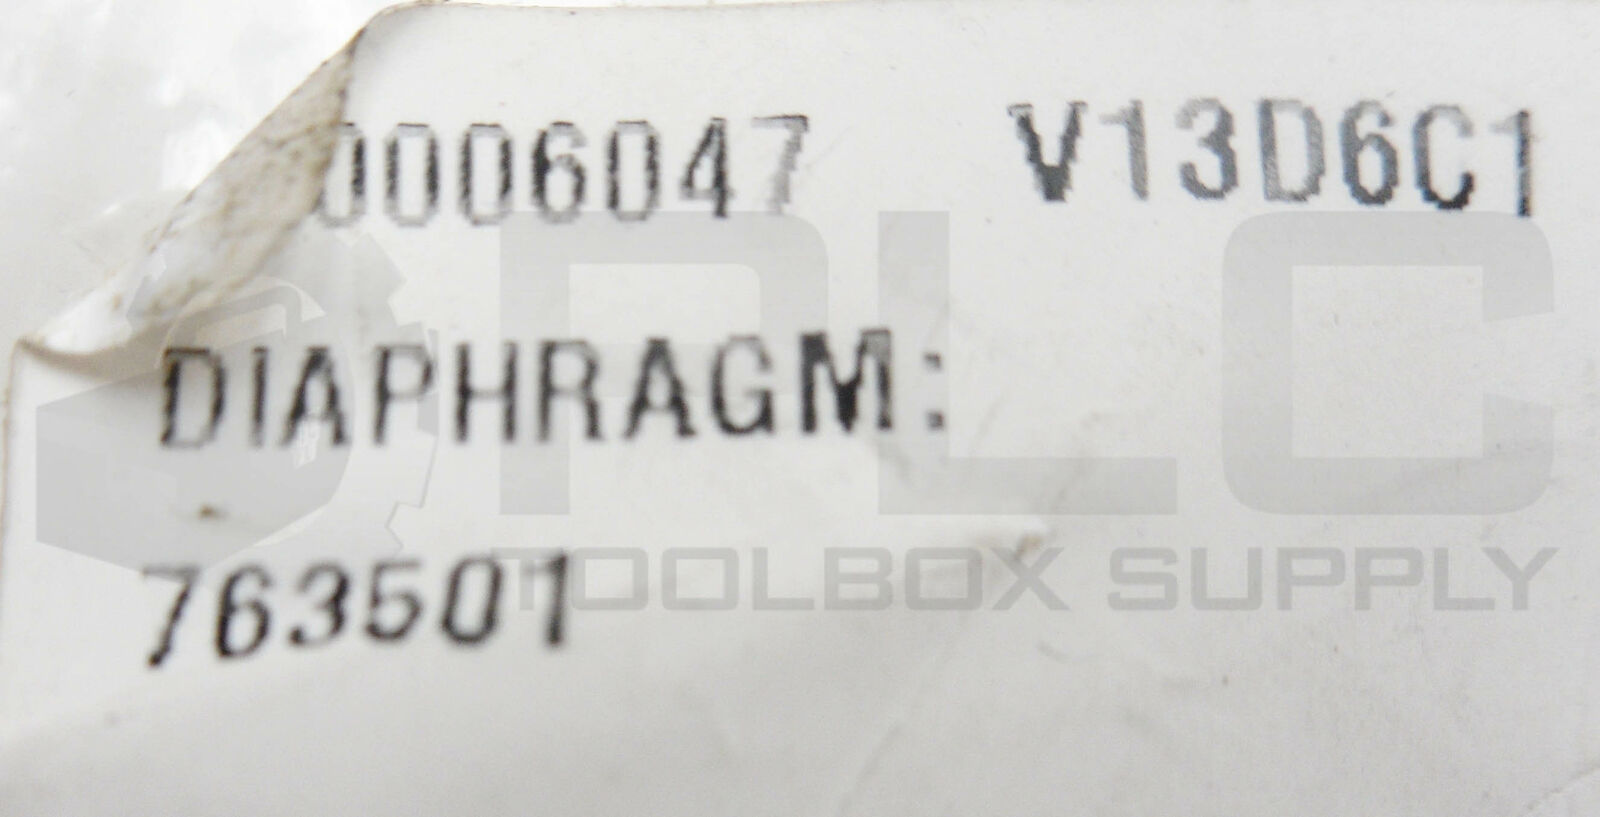 0006047 V13D6C1
DIAPHRAGM:
763501
PLC
TOOLBOX SUPPLY